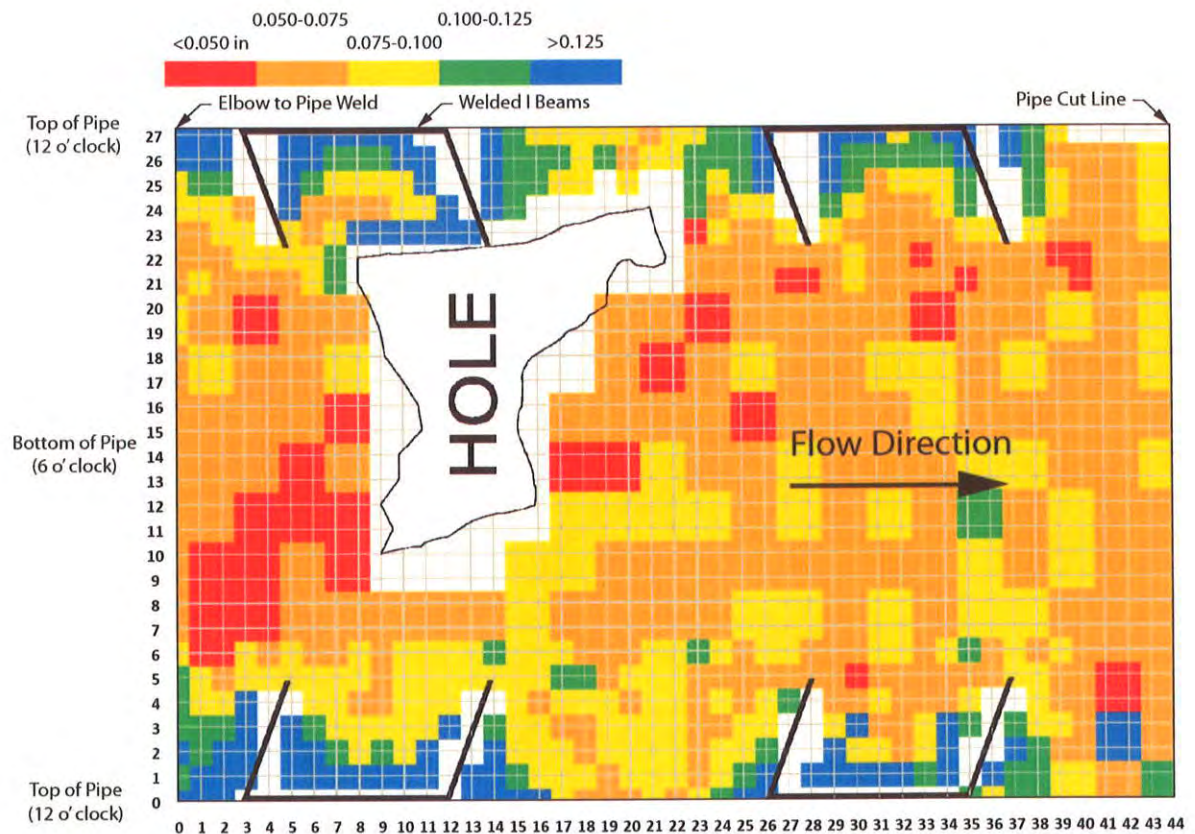 0.050-0.075 0.100-0.125
<0.050 in 0.075-0.100 >0.125
Elbow to Pipe Weld Welded I Beams Pipe Cut Line
Top of Pipe
(12 o' clock)
27
26
25
24
23
22
21
20
19
18
17
16
15
Bottom of Pipe
(6 o' clock)
14
13
12
11
10
9
8
7
6
5
4
3
2
1
0
HOLE
Flow Direction
Top of Pipe
(12 o' clock)
0 1 2 3 4 5 6 7 8 9 10 11 12 13 14 15 16 17 18 19 20 21 22 23 24 25 26 27 28 29 30 31 32 33 34 35 36 37 38 39 40 41 42 43 44